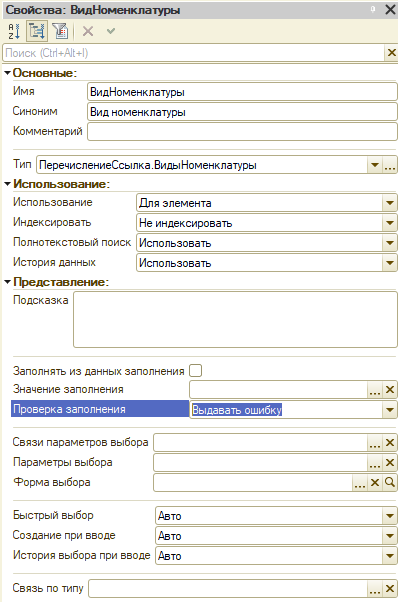 Свойства: ВидНоменклатуры
Поиск (Ctrl+Alt+I)
Основные:
Имя ВидНоменклатуры
Синоним Вид номенклатуры
Комментарий
Тип ПеречислениеСсылка.ВидыНоменклатуры
Использование:
Использование Для элемента
Индексировать Не индексировать
Полнотекстовый поиск Использовать
История данных Использовать
Представление:
Подсказка
Заполнять из данных заполнения
Значение заполнения
Проверка заполнения Выдавать ошибку
Связи параметров выбора
Параметры выбора
Форма выбора
Быстрый выбор Авто
Создание при вводе Авто
История выбора при вводе Авто
Связь по типу